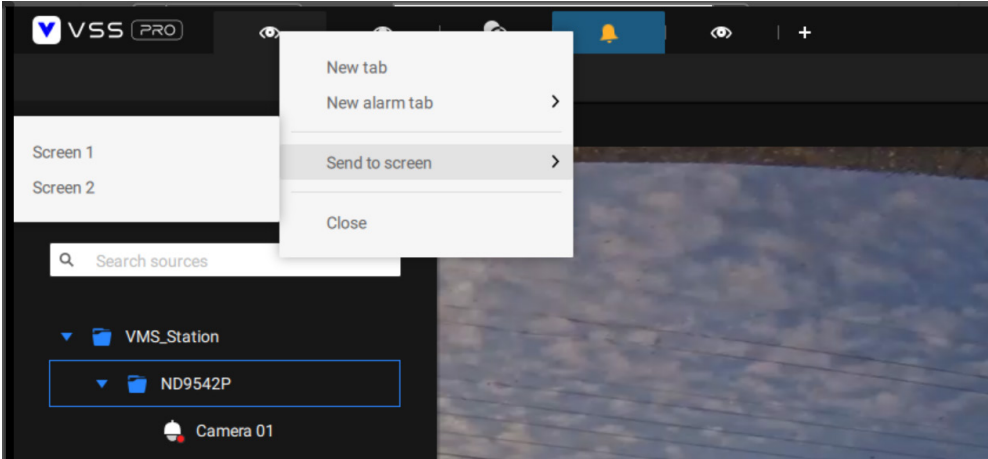 VSS PRO
New tab
New alarm tab
Send to screen
Close
Screen 1
Screen 2
Search sources
VMS_Station
ND9542P
Camera 01